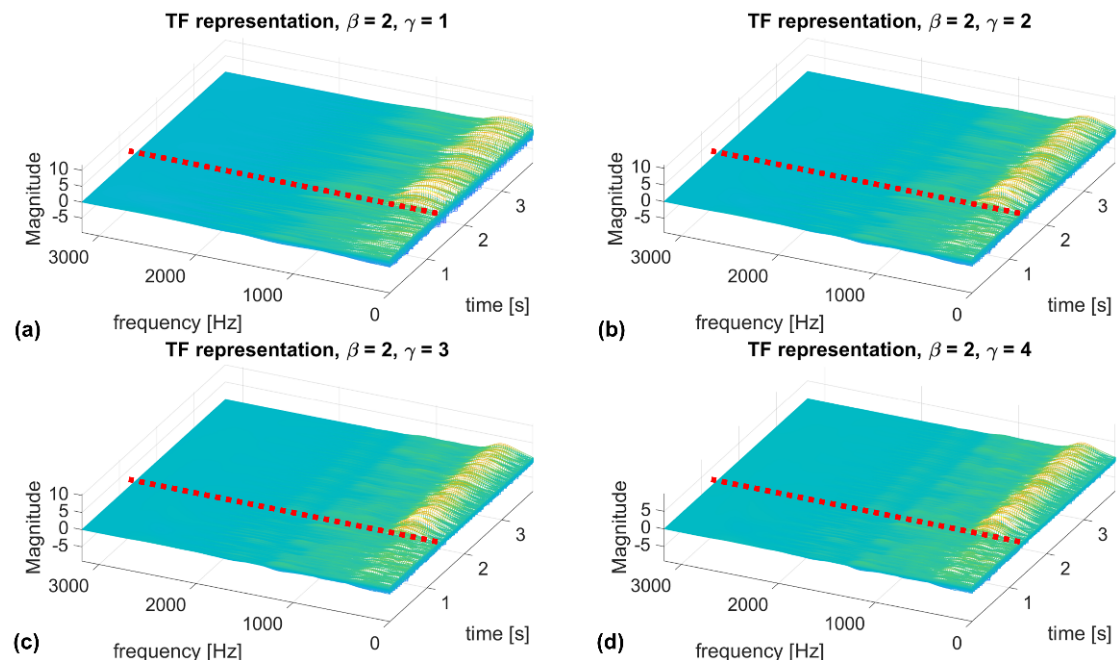 TF representation, β = 2, γ = 1
10
5
0
-5
Magnitude
3000
2000
1000
0
frequency [Hz]
1
2
3
time [s]
(a)
TF representation, β = 2, γ = 2
10
5
0
-5
Magnitude
3000
2000
1000
0
frequency [Hz]
1
2
3
time [s]
(b)
TF representation, β = 2, γ = 3
10
5
0
-5
Magnitude
3000
2000
1000
0
frequency [Hz]
1
2
3
time [s]
(c)
TF representation, β = 2, γ = 4
5
0
-5
Magnitude
3000
2000
1000
0
frequency [Hz]
1
2
3
time [s]
(d)